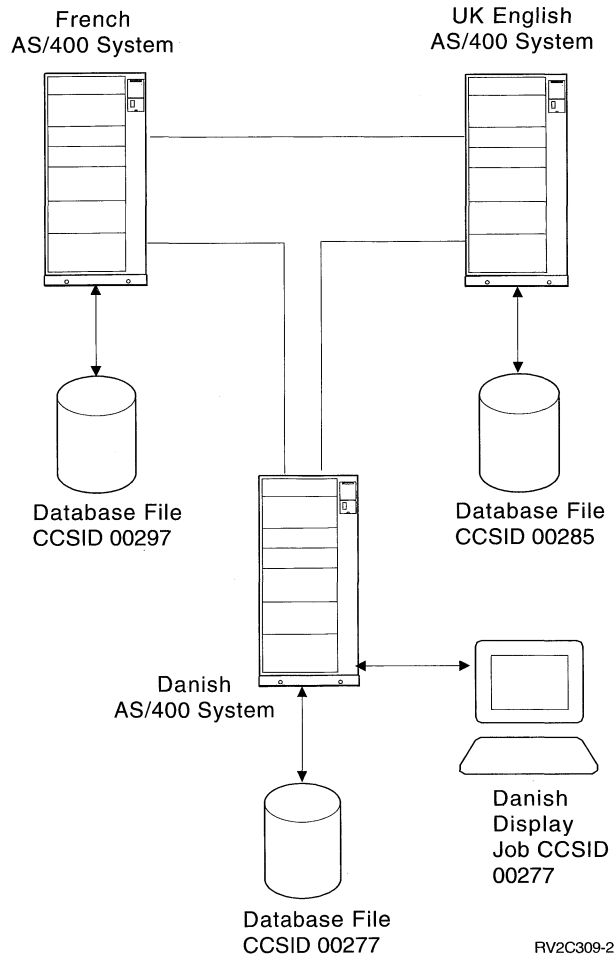 French
AS/400 System
UK English
AS/400 System
Database File
CCSID 00297
Database File
CCSID 00285
Danish
AS/400 System
Danish
Display
Job CCSID
00277
Database File
CCSID 00277
RV2C309-2